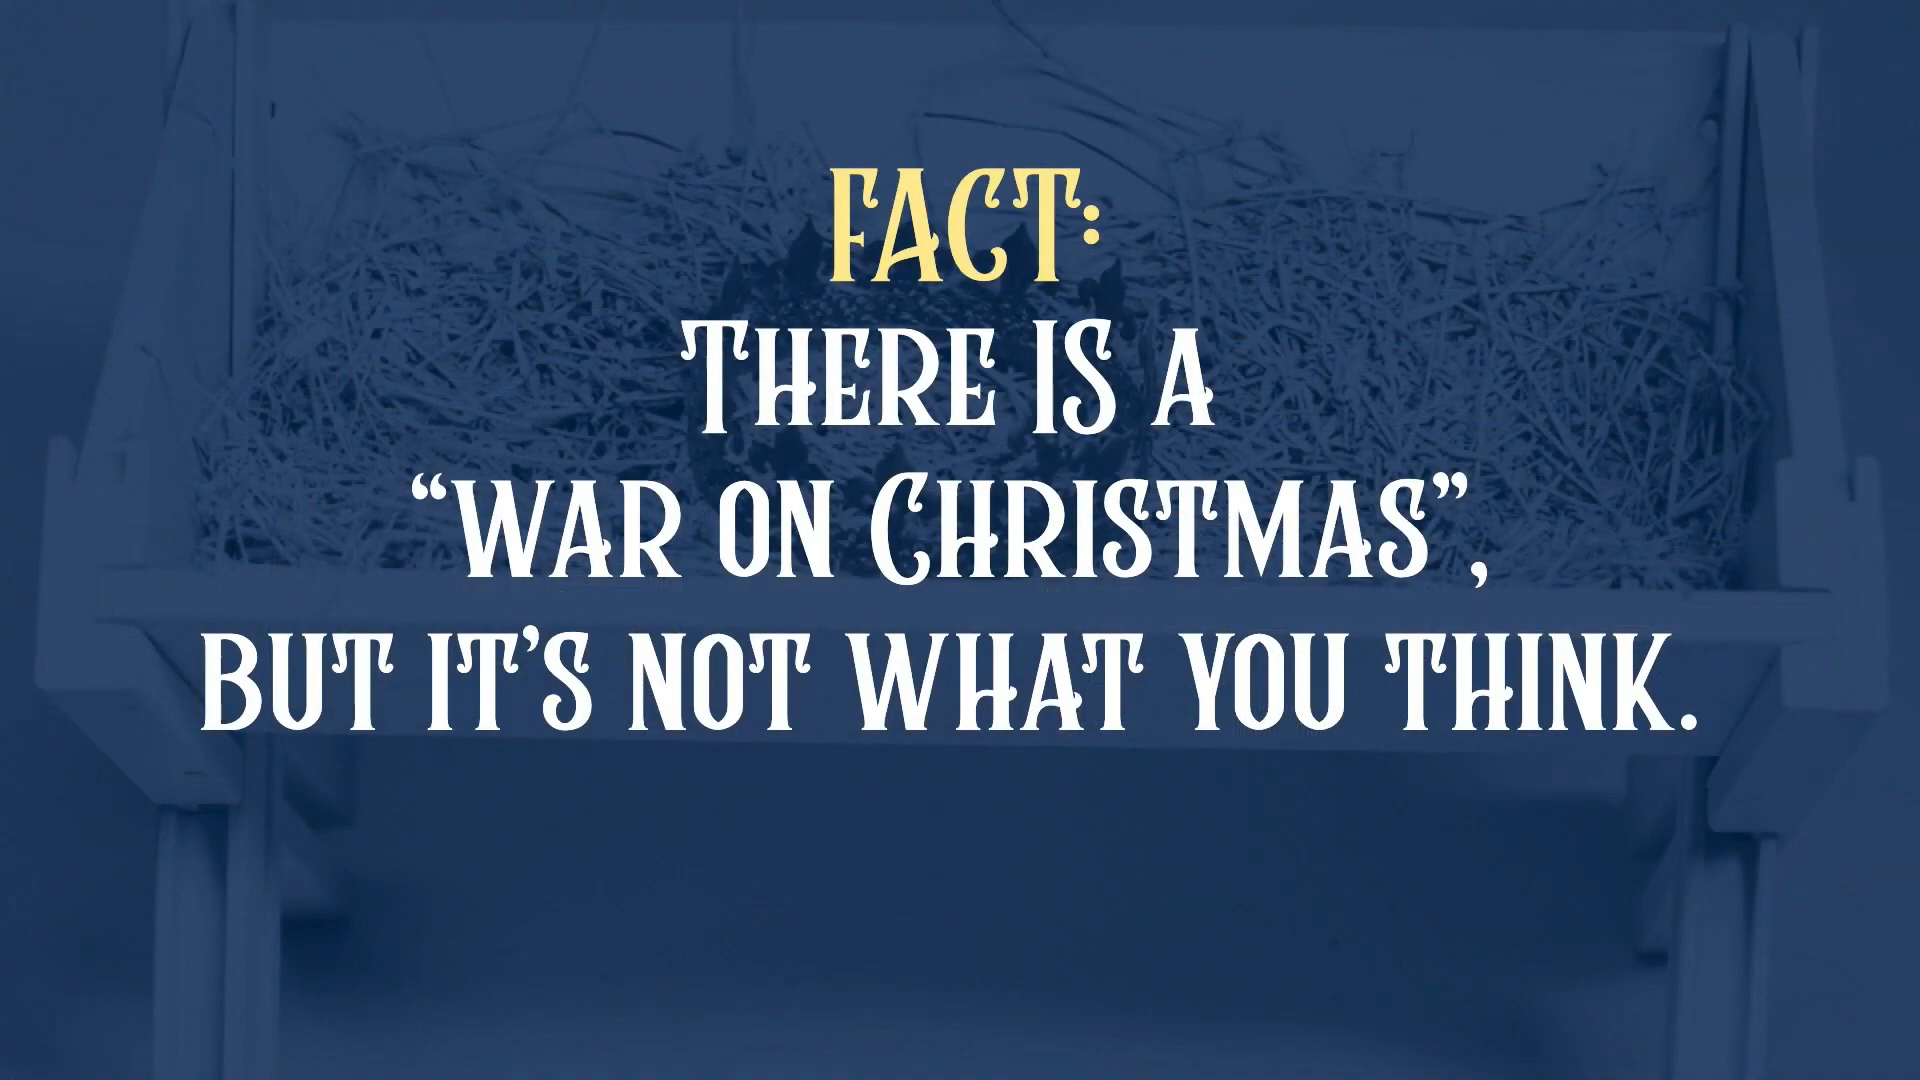 FACT:
THERE IS A
“WAR ON CHRISTMAS”,
BUT IT’S NOT WHAT YOU THINK.